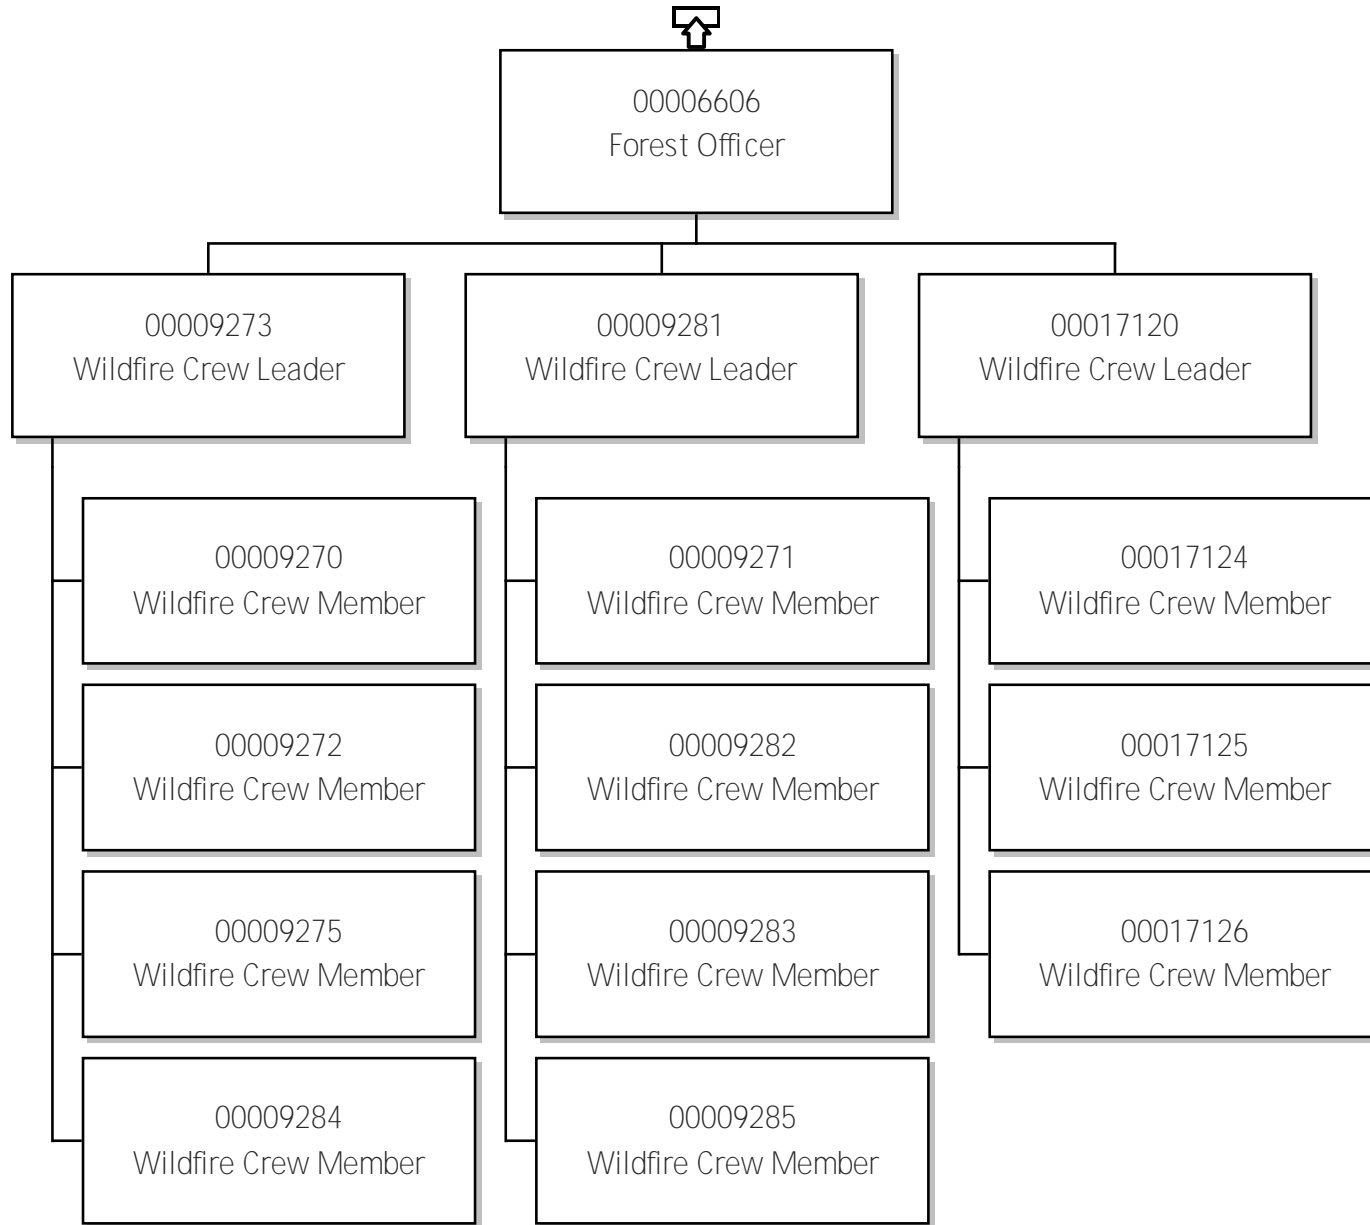 00006606
Forest Officer
00009273
Wildfire Crew Leader
00009281
Wildfire Crew Leader
00017120
Wildfire Crew Leader
00009270
Wildfire Crew Member
00009271
Wildfire Crew Member
00017124
Wildfire Crew Member
00009272
Wildfire Crew Member
00009282
Wildfire Crew Member
00017125
Wildfire Crew Member
00009275
Wildfire Crew Member
00009283
Wildfire Crew Member
00017126
Wildfire Crew Member
00009284
Wildfire Crew Member
00009285
Wildfire Crew Member